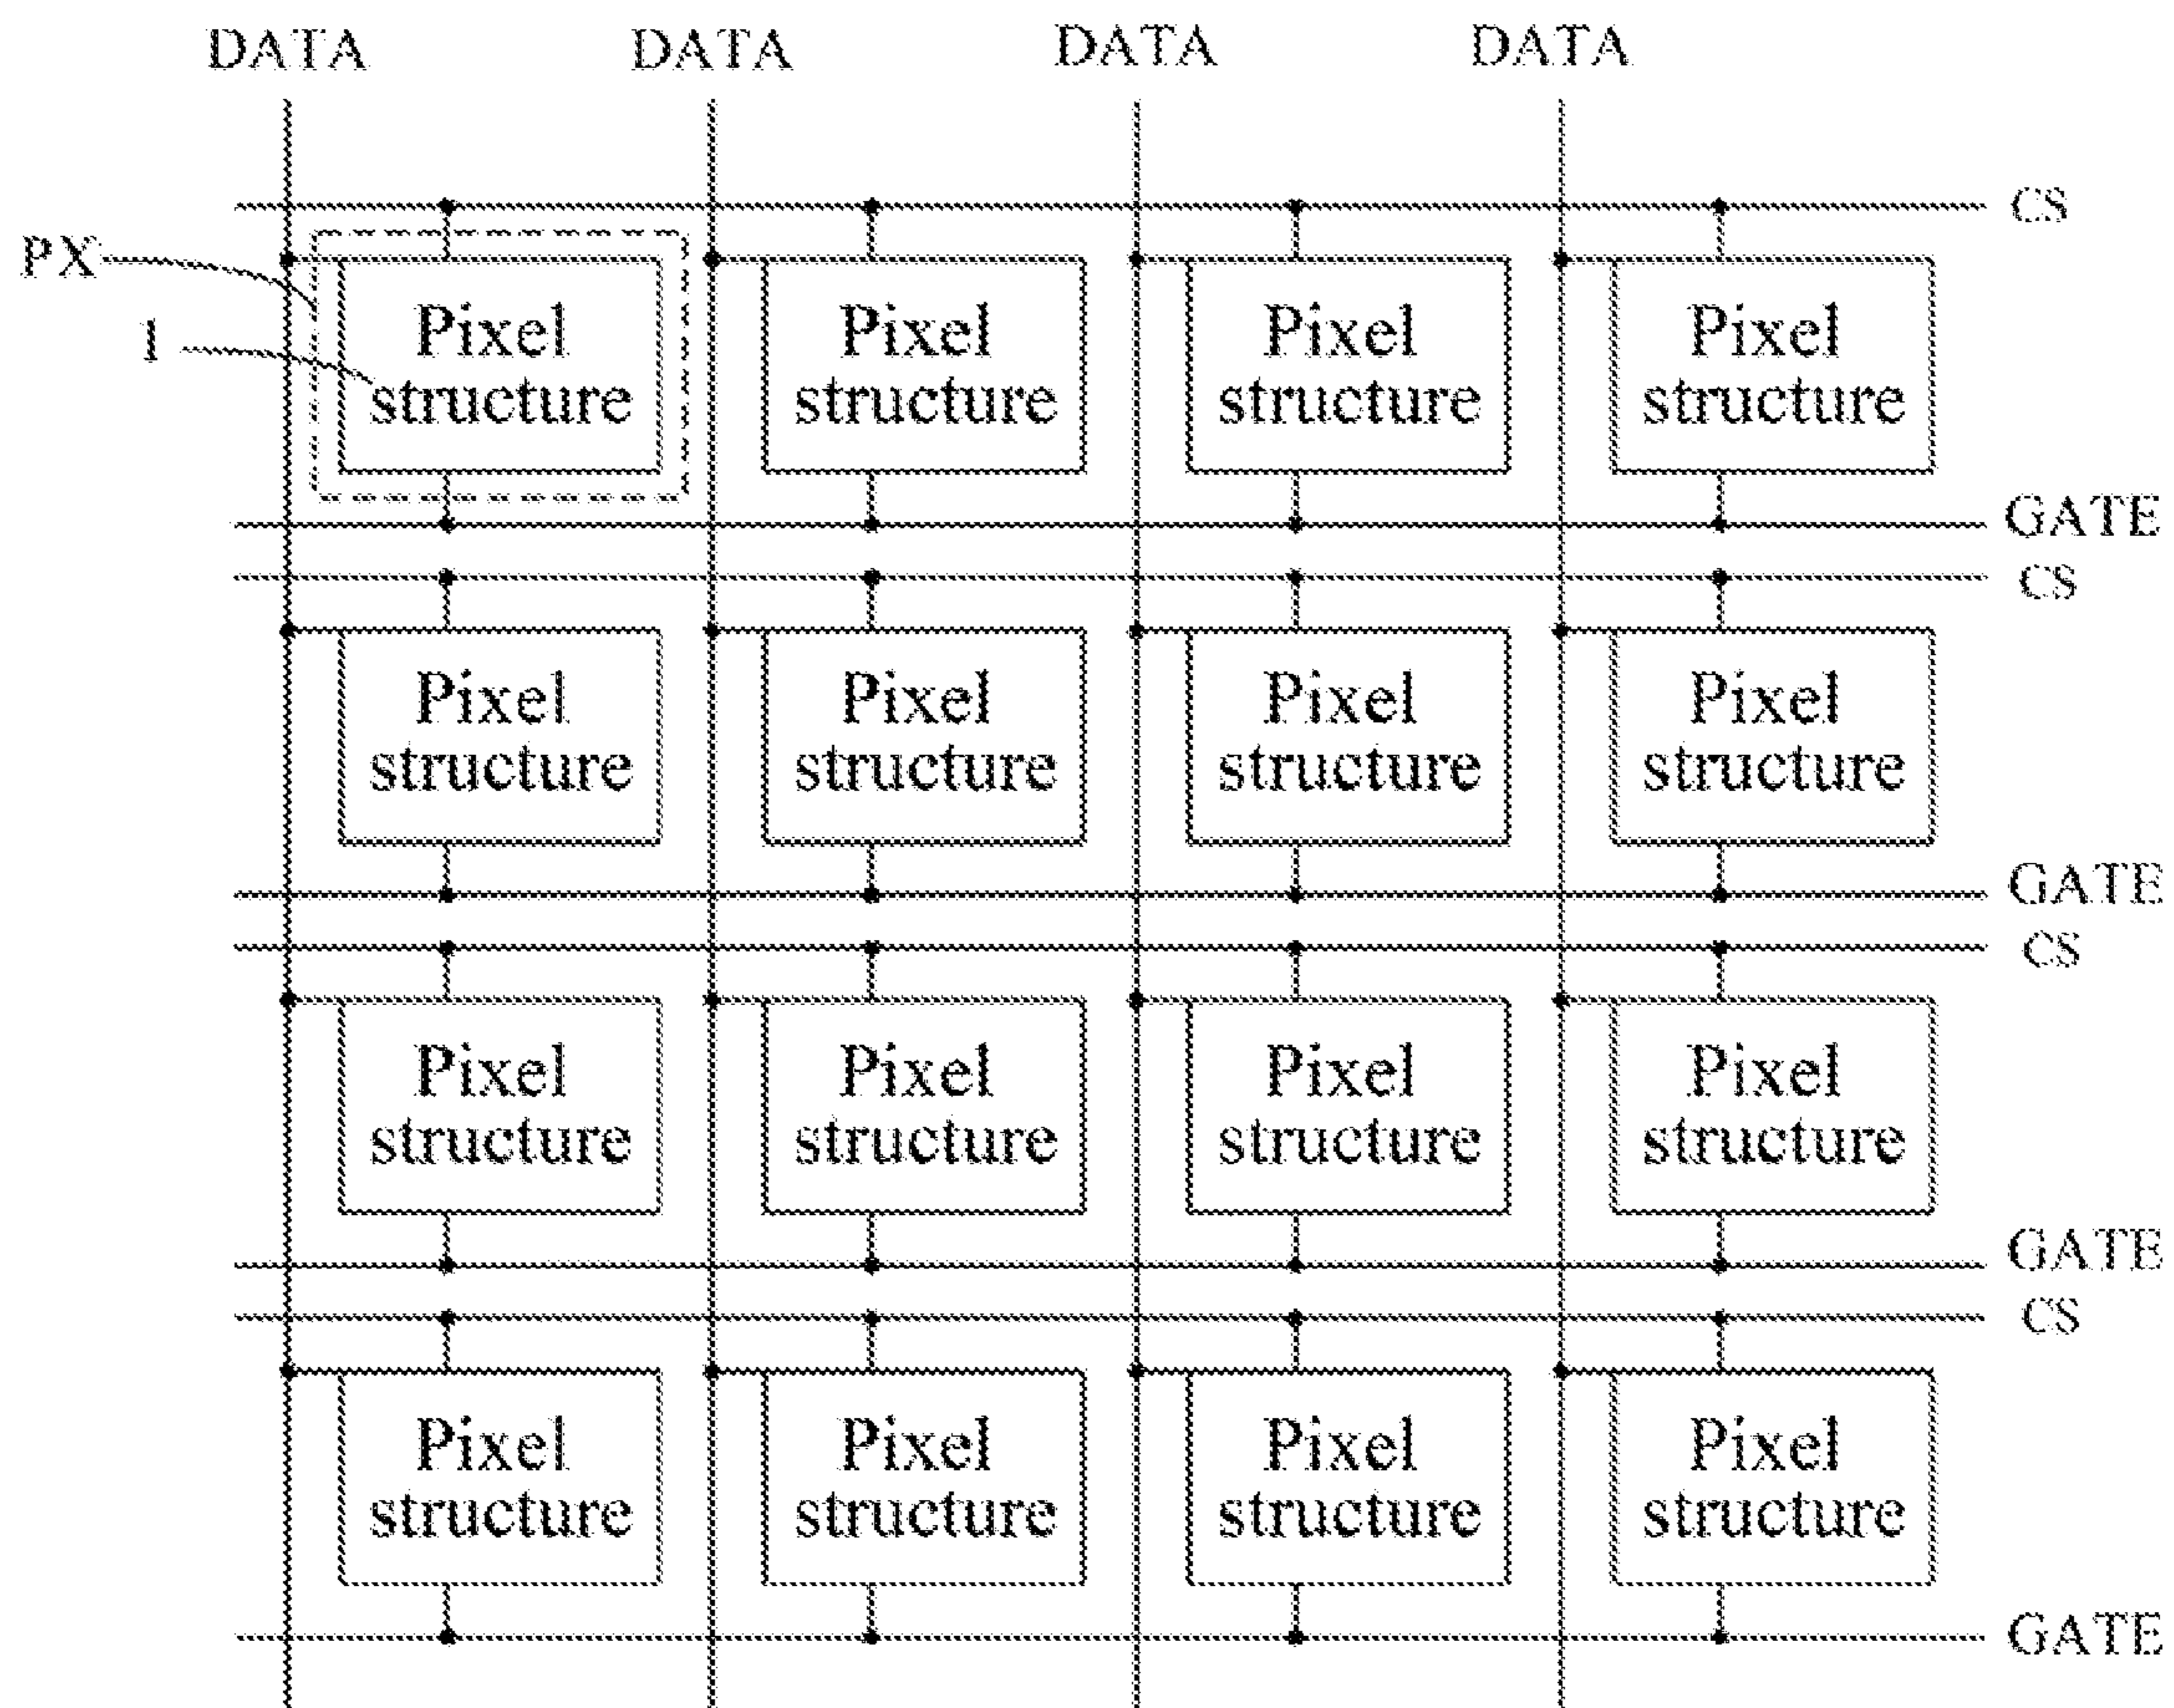 DATA DATA DATA DATA
CS
PX
1
Pixel Pixel Pixel Pixel
structure structure structure structure
GATE
CS
Pixel Pixel Pixel Pixel
structure structure structure structure
GATE
CS
Pixel Pixel Pixel Pixel
structure structure structure structure
GATE
CS
Pixel Pixel Pixel Pixel
structure structure structure structure
GATE